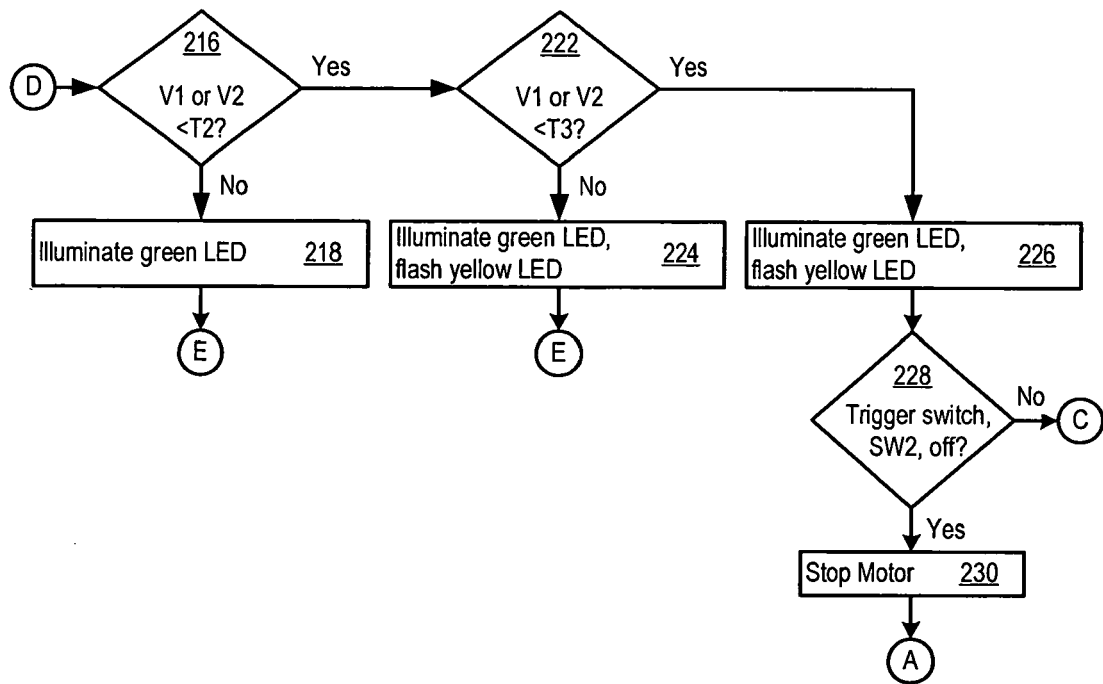 D
216
V1 or V2
<T2?
Yes
222
V1 or V2
<T3?
Yes
No
No
Illuminate green LED 218
Illuminate green LED,
flash yellow LED 224
Illuminate green LED,
flash yellow LED 226
E
E
228
Trigger switch,
SW2, off?
No
C
Yes
Stop Motor 230
A